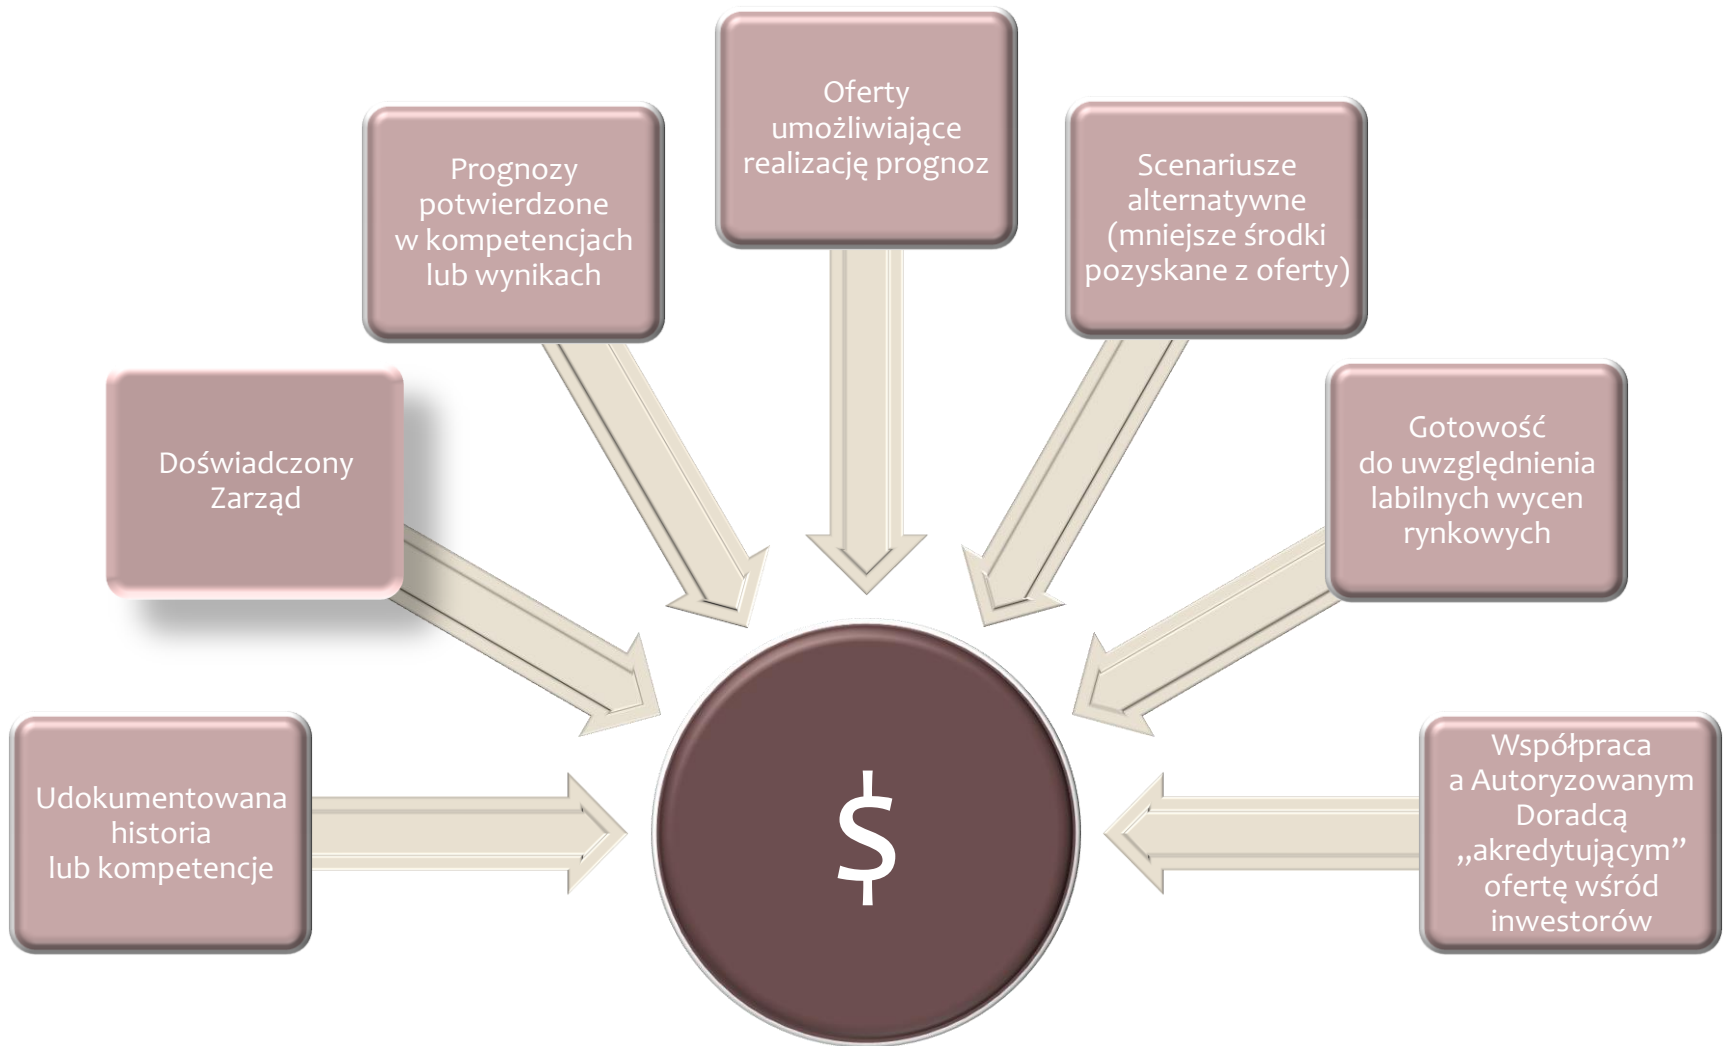 Oferty
umożliwiające
realizację prognoz
Prognozy
potwierdzone
w kompetencjach
lub wynikach
Scenariusze
alternatywne
(mniejsze środki
pozyskane z oferty)
Doświadczony
Zarząd
Gotowość
do uwzględnienia
labilnych wycen
rynkowych
Udokumentowana
historia
lub kompetencje
$
Współpraca
a Autoryzowanym
Doradcą
„akredytującym”
ofertę wśród
inwestorów